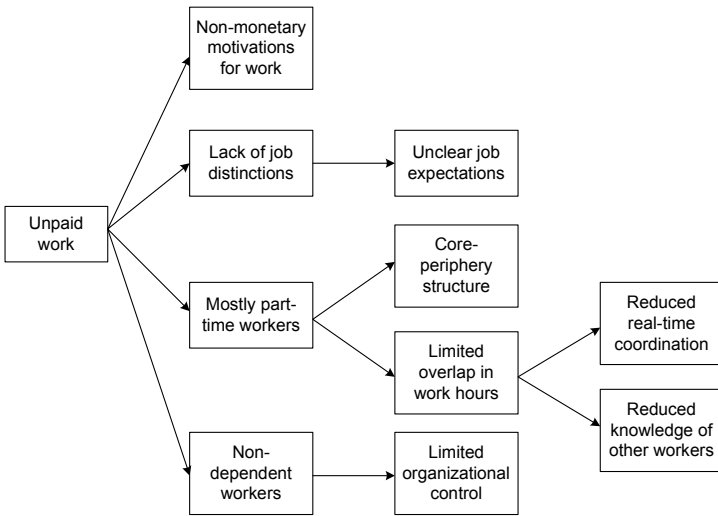 Non-monetary
motivations
for work
Lack of job
distinctions
Unclear job
expectations
Unpaid
work
Core-
periphery
structure
Mostly part-
time workers
Reduced
real-time
coordination
Limited
overlap in
work hours
Reduced
knowledge of
other workers
Non-
dependent
workers
Limited
organizational
control